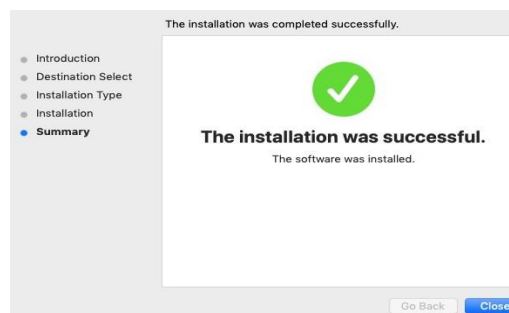 The installation was completed successfully.
Introduction
Destination Select
Installation Type
Installation
Summary
The installation was successful.
The software was installed.
Go Back
Close